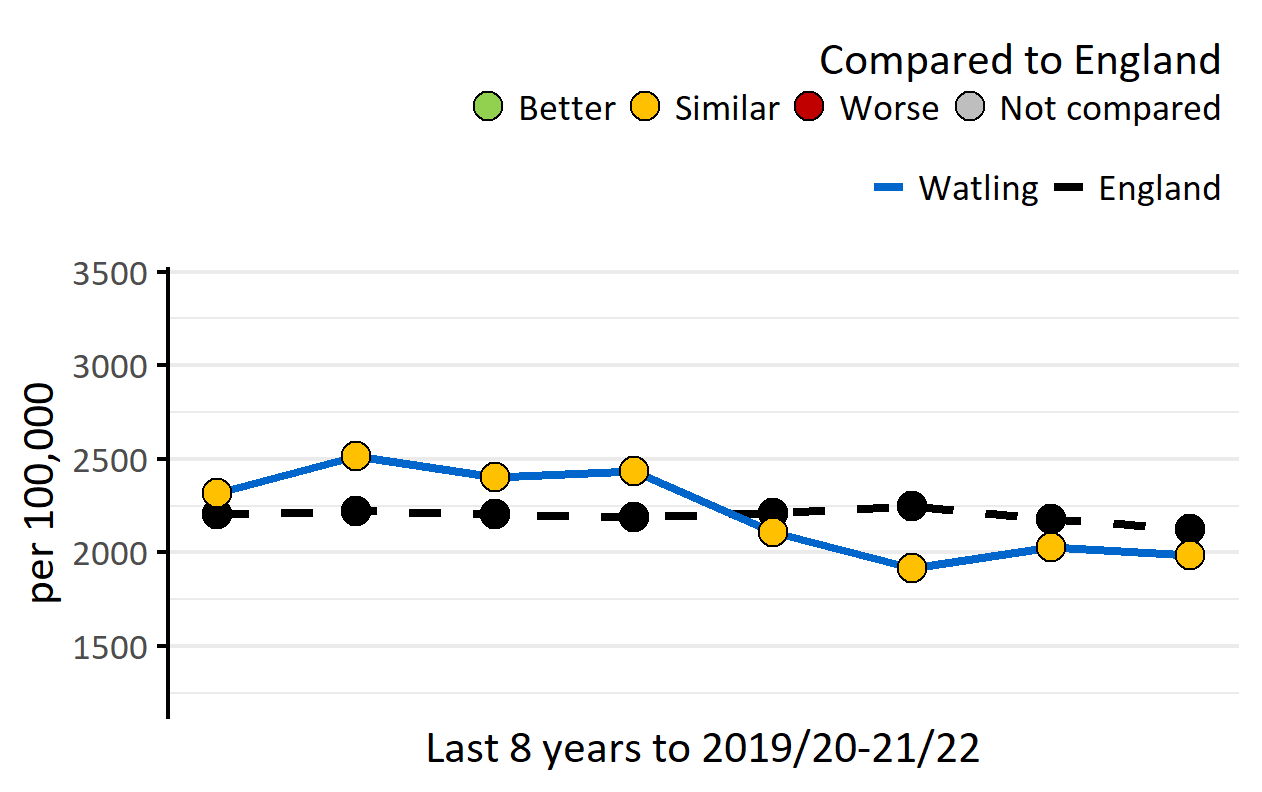 Compared to England
Better Similar Worse Not compared
Watling England
3500
3000
2500
2000
1500
per 100,000
Last 8 years to 2019/20-21/22